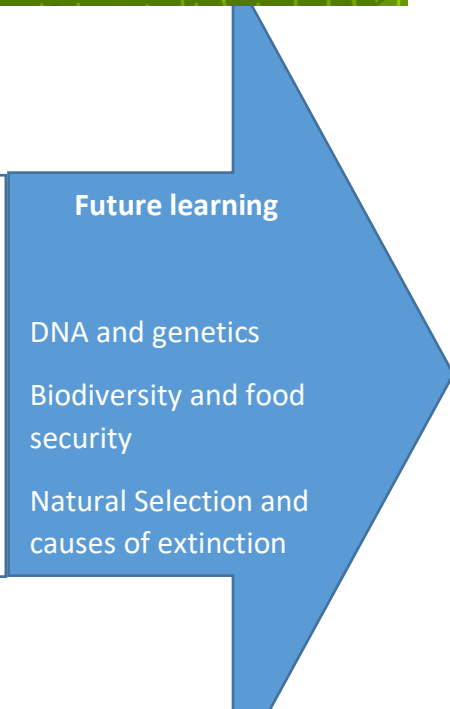 Future learning
DNA and genetics
Biodiversity and food
security
Natural Selection and
causes of extinction